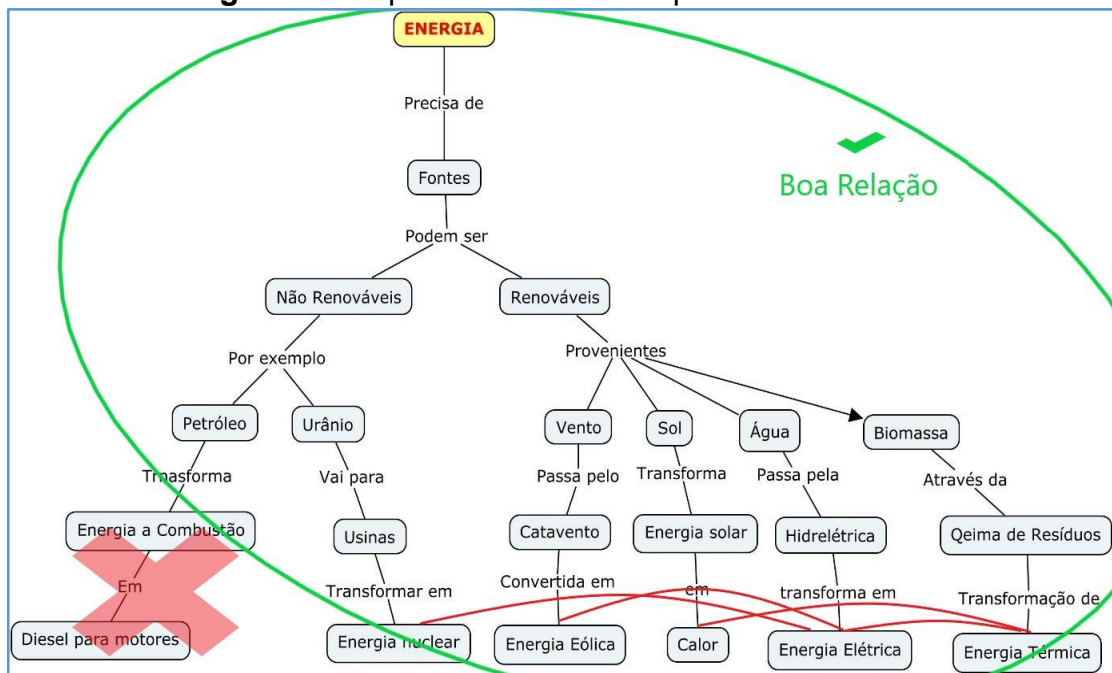 ENERGIA
Precisa de
Boa Relação
Fontes
Podem ser
Não Renováveis
Renováveis
Por exemplo
Provenientes
Petróleo
Urânio
Vento
Sol
Água
Biomassa
Trnasforma
Vai para
Passa pelo
Transforma
Passa pela
Através da
Energia a Combustão
Usinas
Catavento
Energia solar
Hidrelétrica
Qeima de Resíduos
Em
Transformar em
Convertida em
em
transforma em
Transformação de
Diesel para motores
Energia nuclear
Energia Eólica
Calor
Energia Elétrica
Energia Térmica